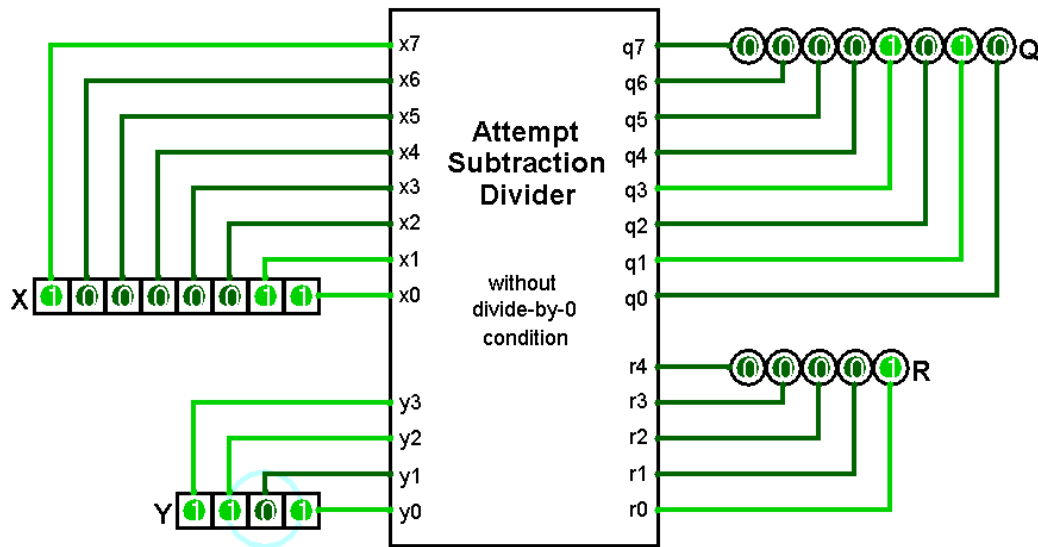 x7
x6
x5
x4
x3
x2
x1
x0
X 1 0 0 0 0 0 1 1
y3
y2
y1
y0
Y 1 1 0 1
Attempt
Subtraction
Divider
without
divide-by-0
condition
q7 0 0 0 0 1 0 1 0 Q
q6
q5
q4
q3
q2
q1
q0
r4 0 0 0 0 1 R
r3
r2
r1
r0